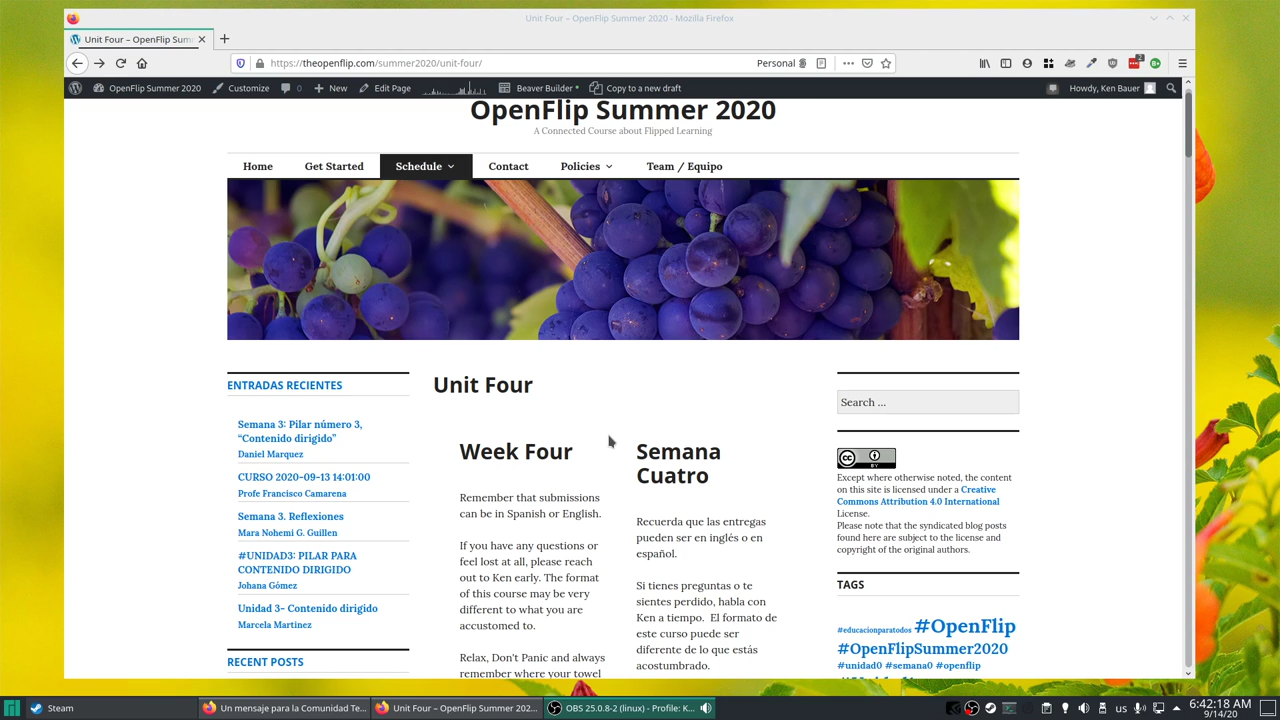 Unit Four – OpenFlip Summer 2020 - Mozilla Firefox
Unit Four – OpenFlip Sum
https://theopenflip.com/summer2020/unit-four/
Personal
2
OpenFlip Summer 2020
Customize
0
New
Edit Page
Beaver Builder
Copy to a new draft
Howdy, Ken Bauer
OpenFlip Summer 2020
A Connected Course about Flipped Learning
Home
Get Started
Schedule
Contact
Policies
Team / Equipo
ENTRADAS RECIENTES
Semana 3: Pilar número 3,
“Contenido dirigido”
Daniel Marquez
CURSO 2020-09-13 14:01:00
Profe Francisco Camarena
Semana 3. Reflexiones
Mara Nohemi G. Guillen
#UNIDAD3: PILAR PARA
CONTENIDO DIRIGIDO
Johana Gómez
Unidad 3- Contenido dirigido
Marcela Martinez
RECENT POSTS
Unit Four
Week Four
Remember that submissions
can be in Spanish or English.
If you have any questions or
feel lost at all, please reach
out to Ken early. The format
of this course may be very
different to what you are
accustomed to.
Relax, Don't Panic and always
remember where your towel
Semana
Cuatro
Recuerda que las entregas
pueden ser en inglés o en
español.
Si tienes preguntas o te
sientes perdido, habla con
Ken a tiempo. El formato de
este curso puede ser
diferente de lo que estás
acostumbrado.
Search ...
CC BY
Except where otherwise noted, the content
on this site is licensed under a Creative
Commons Attribution 4.0 International
License.
Please note that the syndicated blog posts
found here are subject to the license and
copyright of the original authors.
TAGS
#educacionparatodos #OpenFlip
#OpenFlipSummer2020
#unidad0 #semana0 #openflip
Steam
Un mensaje para la Comunidad Te...
Unit Four – OpenFlip Summer 202...
OBS 25.0.8-2 (linux) - Profile: K...
us
6:42:18 AM
9/14/20